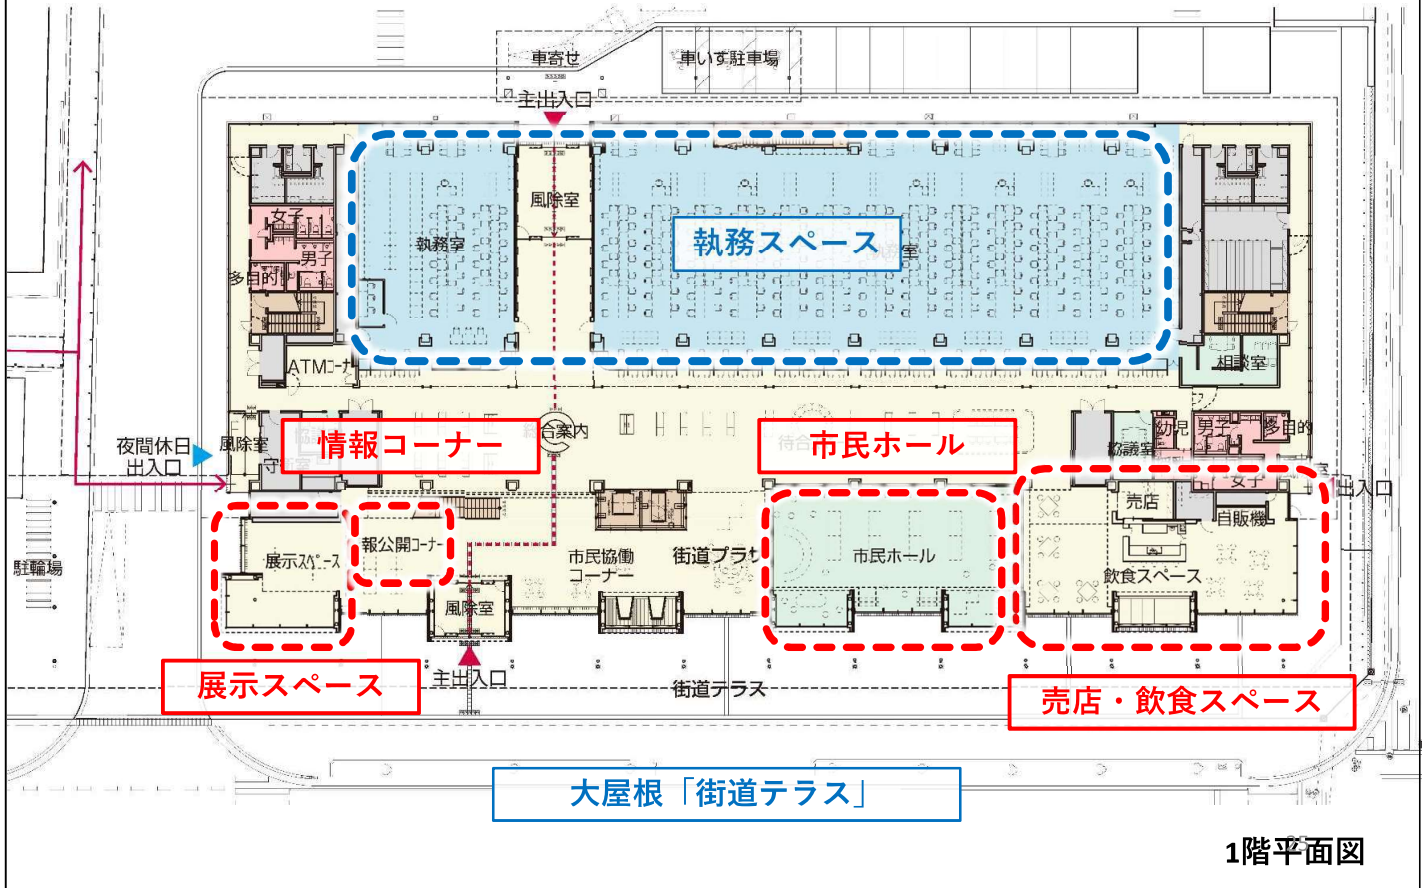 車寄せ
車いす駐車場
主出入口
風除室
執務室
執務スペース
室
女子
男子
多目的
ATMコーナ
相談室
夜間休日
出入口
風除室
情報コーナー
総合案内
待合
市民ホール
協議室
幼児
男子
多目的
女子
出入口
売店
自販機
駐輪場
展示スペース
報公開コーナー
市民協働
コーナー
街道プラザ
市民ホール
飲食スペース
風除室
展示スペース
主出入口
街道テラス
売店・飲食スペース
大屋根「街道テラス」
1階平面図
25